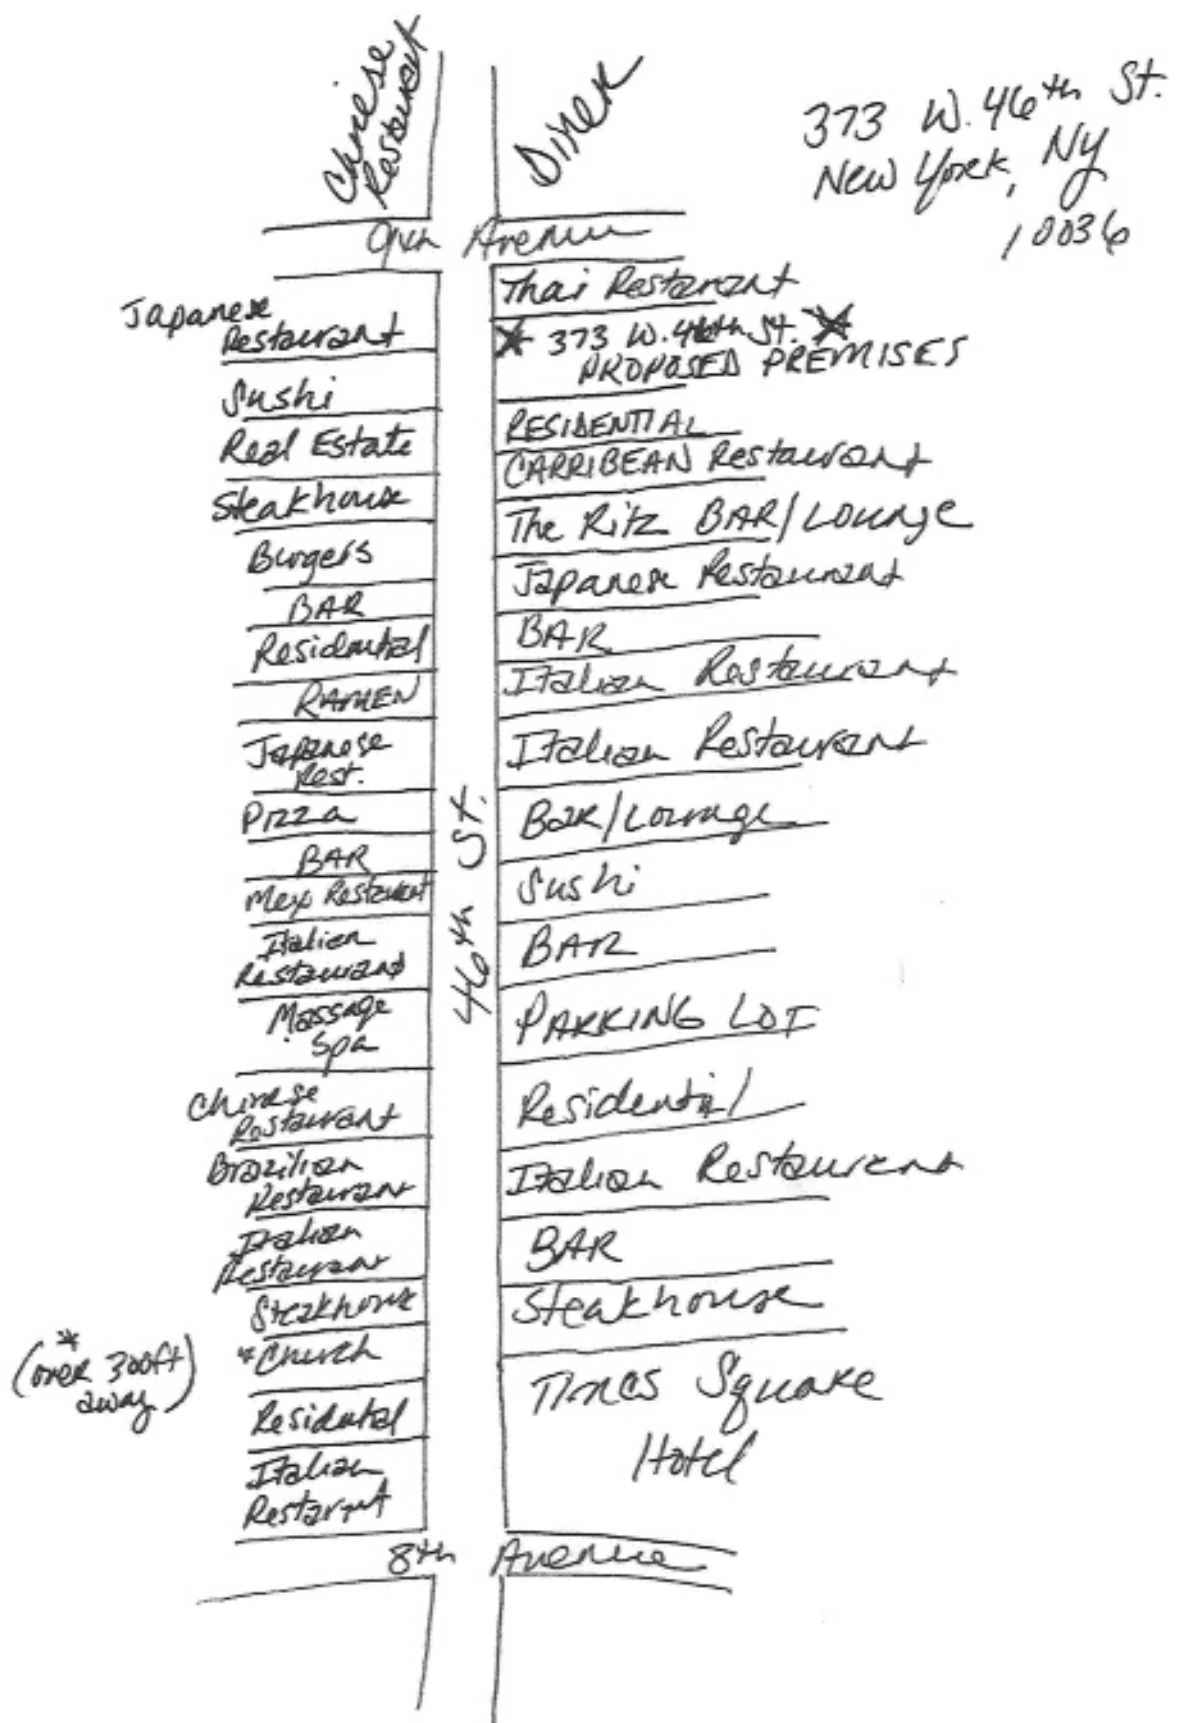 Chinese
Restaurant
Diner
373 W. 46th St.
New York, NY
10036
9th Avenue
Japanese
Restaurant
Sushi
Real Estate
Steakhouse
Burgers
BAR
Residential
RAMEN
Japanese
Rest.
Pizza
BAR
Mex Restaurant
Italian
Restaurant
Massage
Spa
Chinese
Restaurant
Brazilian
Restaurant
Italian
Restaurant
Steakhouse
*
(over 300ft
away)
*Church
Residential
Italian
Restarant
46th St.
Thai Restarant
* 373 W. 46th St. *
PROPOSED PREMISES
RESIDENTIAL
CARRIBEAN Restaurant
The Ritz BAR/LOUNGE
Japanese Restaurant
BAR
Italian Restaurant
Italian Restaurant
Bar/Lounge
Sushi
BAR
PARKING LOT
Residential
Italian Restaurant
BAR
Steakhouse
Times Square
Hotel
8th Avenue